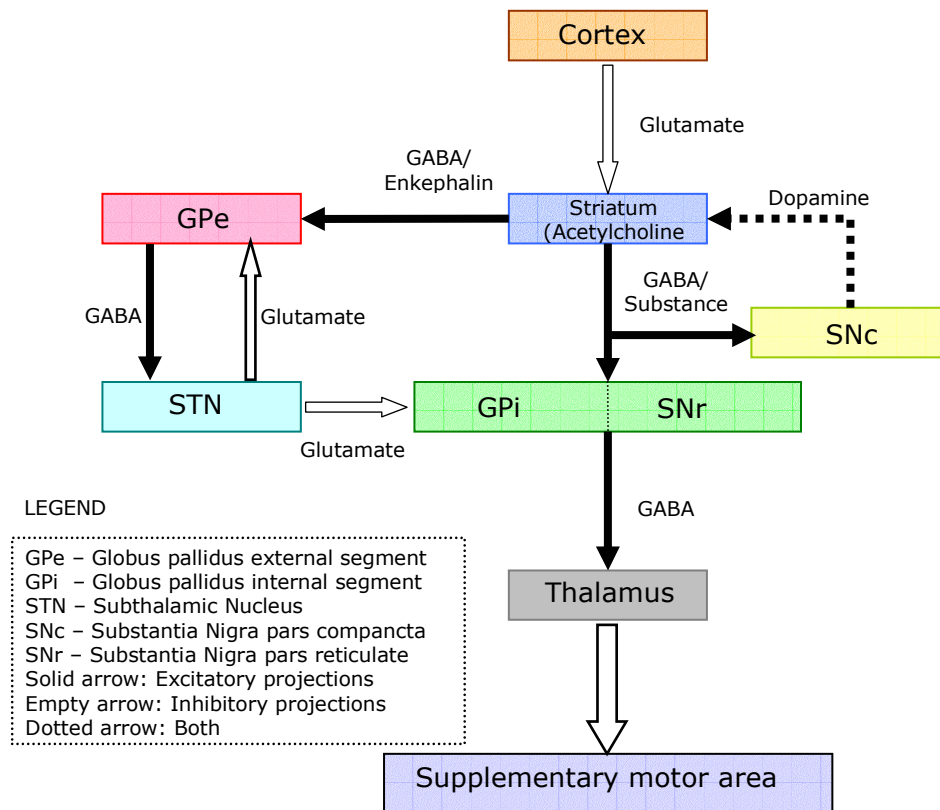 Cortex
Glutamate
GABA/
Enkephalin
Dopamine
GPe
Striatum
(Acetylcholine
GABA/
Substance
GABA
Glutamate
SNc
STN
GPi
SNr
Glutamate
LEGEND
GABA
GPe – Globus pallidus external segment
GPi – Globus pallidus internal segment
STN – Subthalamic Nucleus
SNc – Substantia Nigra pars compancta
SNr – Substantia Nigra pars reticulate
Solid arrow: Excitatory projections
Empty arrow: Inhibitory projections
Dotted arrow: Both
Thalamus
Supplementary motor area